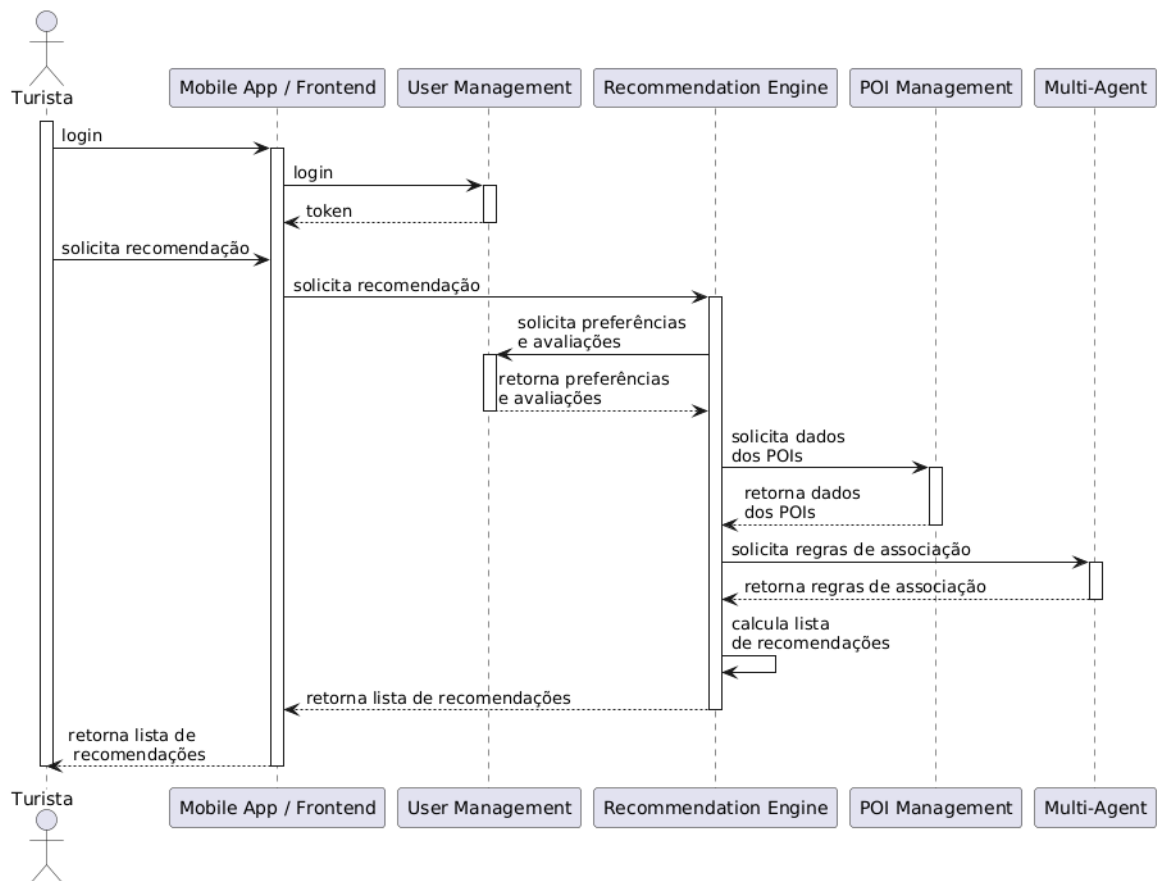 Turista
Mobile App / Frontend
User Management
Recommendation Engine
POI Management
Multi-Agent
login
login
token
solicita recomendação
solicita recomendação
solicita preferências
e avaliações
retorna preferências
e avaliações
solicita dados
dos POIs
retorna dados
dos POIs
solicita regras de associação
retorna regras de associação
calcula lista
de recomendações
retorna lista de recomendações
retorna lista de
recomendações
Turista
Mobile App / Frontend
User Management
Recommendation Engine
POI Management
Multi-Agent